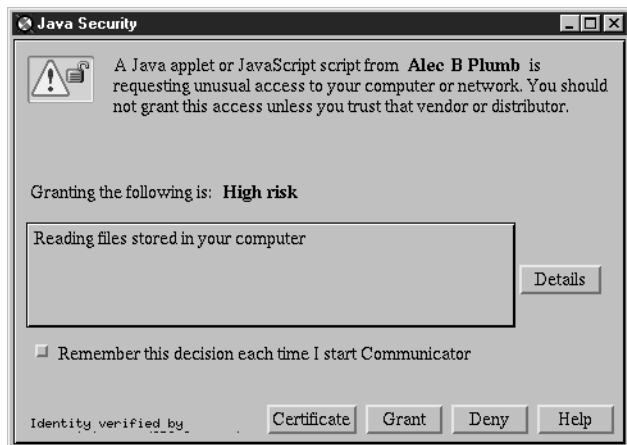 Java Security
A Java applet or JavaScript script from Alec B Plumb is
requesting unusual access to your computer or network. You should
not grant this access unless you trust that vendor or distributor.
Granting the following is: High risk
Reading files stored in your computer
Details
Remember this decision each time I start Communicator
Identity verified by
Certificate Grant Deny Help